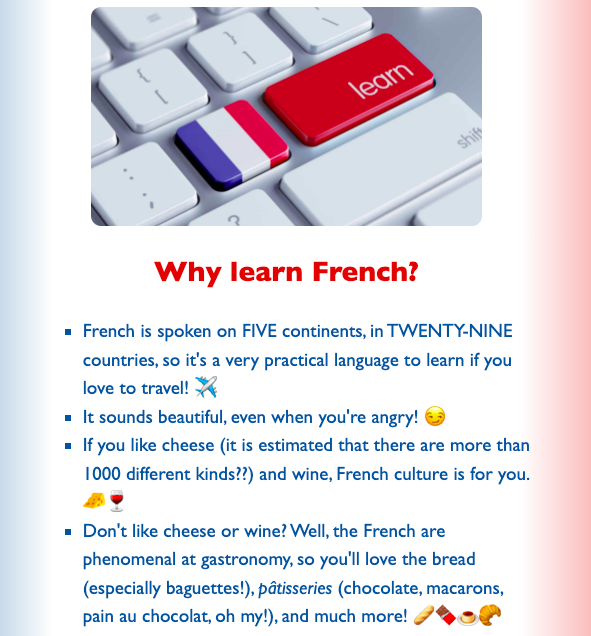 learn
shift
?
Why learn French?
▪ French is spoken on FIVE continents, in TWENTY-NINE
countries, so it's a very practical language to learn if you
love to travel! ✈️
▪ It sounds beautiful, even when you're angry! 😏
▪ If you like cheese (it is estimated that there are more than
1000 different kinds??) and wine, French culture is for you.
🧀🍷
▪ Don't like cheese or wine? Well, the French are
phenomenal at gastronomy, so you'll love the bread
(especially baguettes!), pâtisseries (chocolate, macarons,
pain au chocolat, oh my!), and much more! 🥖🍫☕🥐